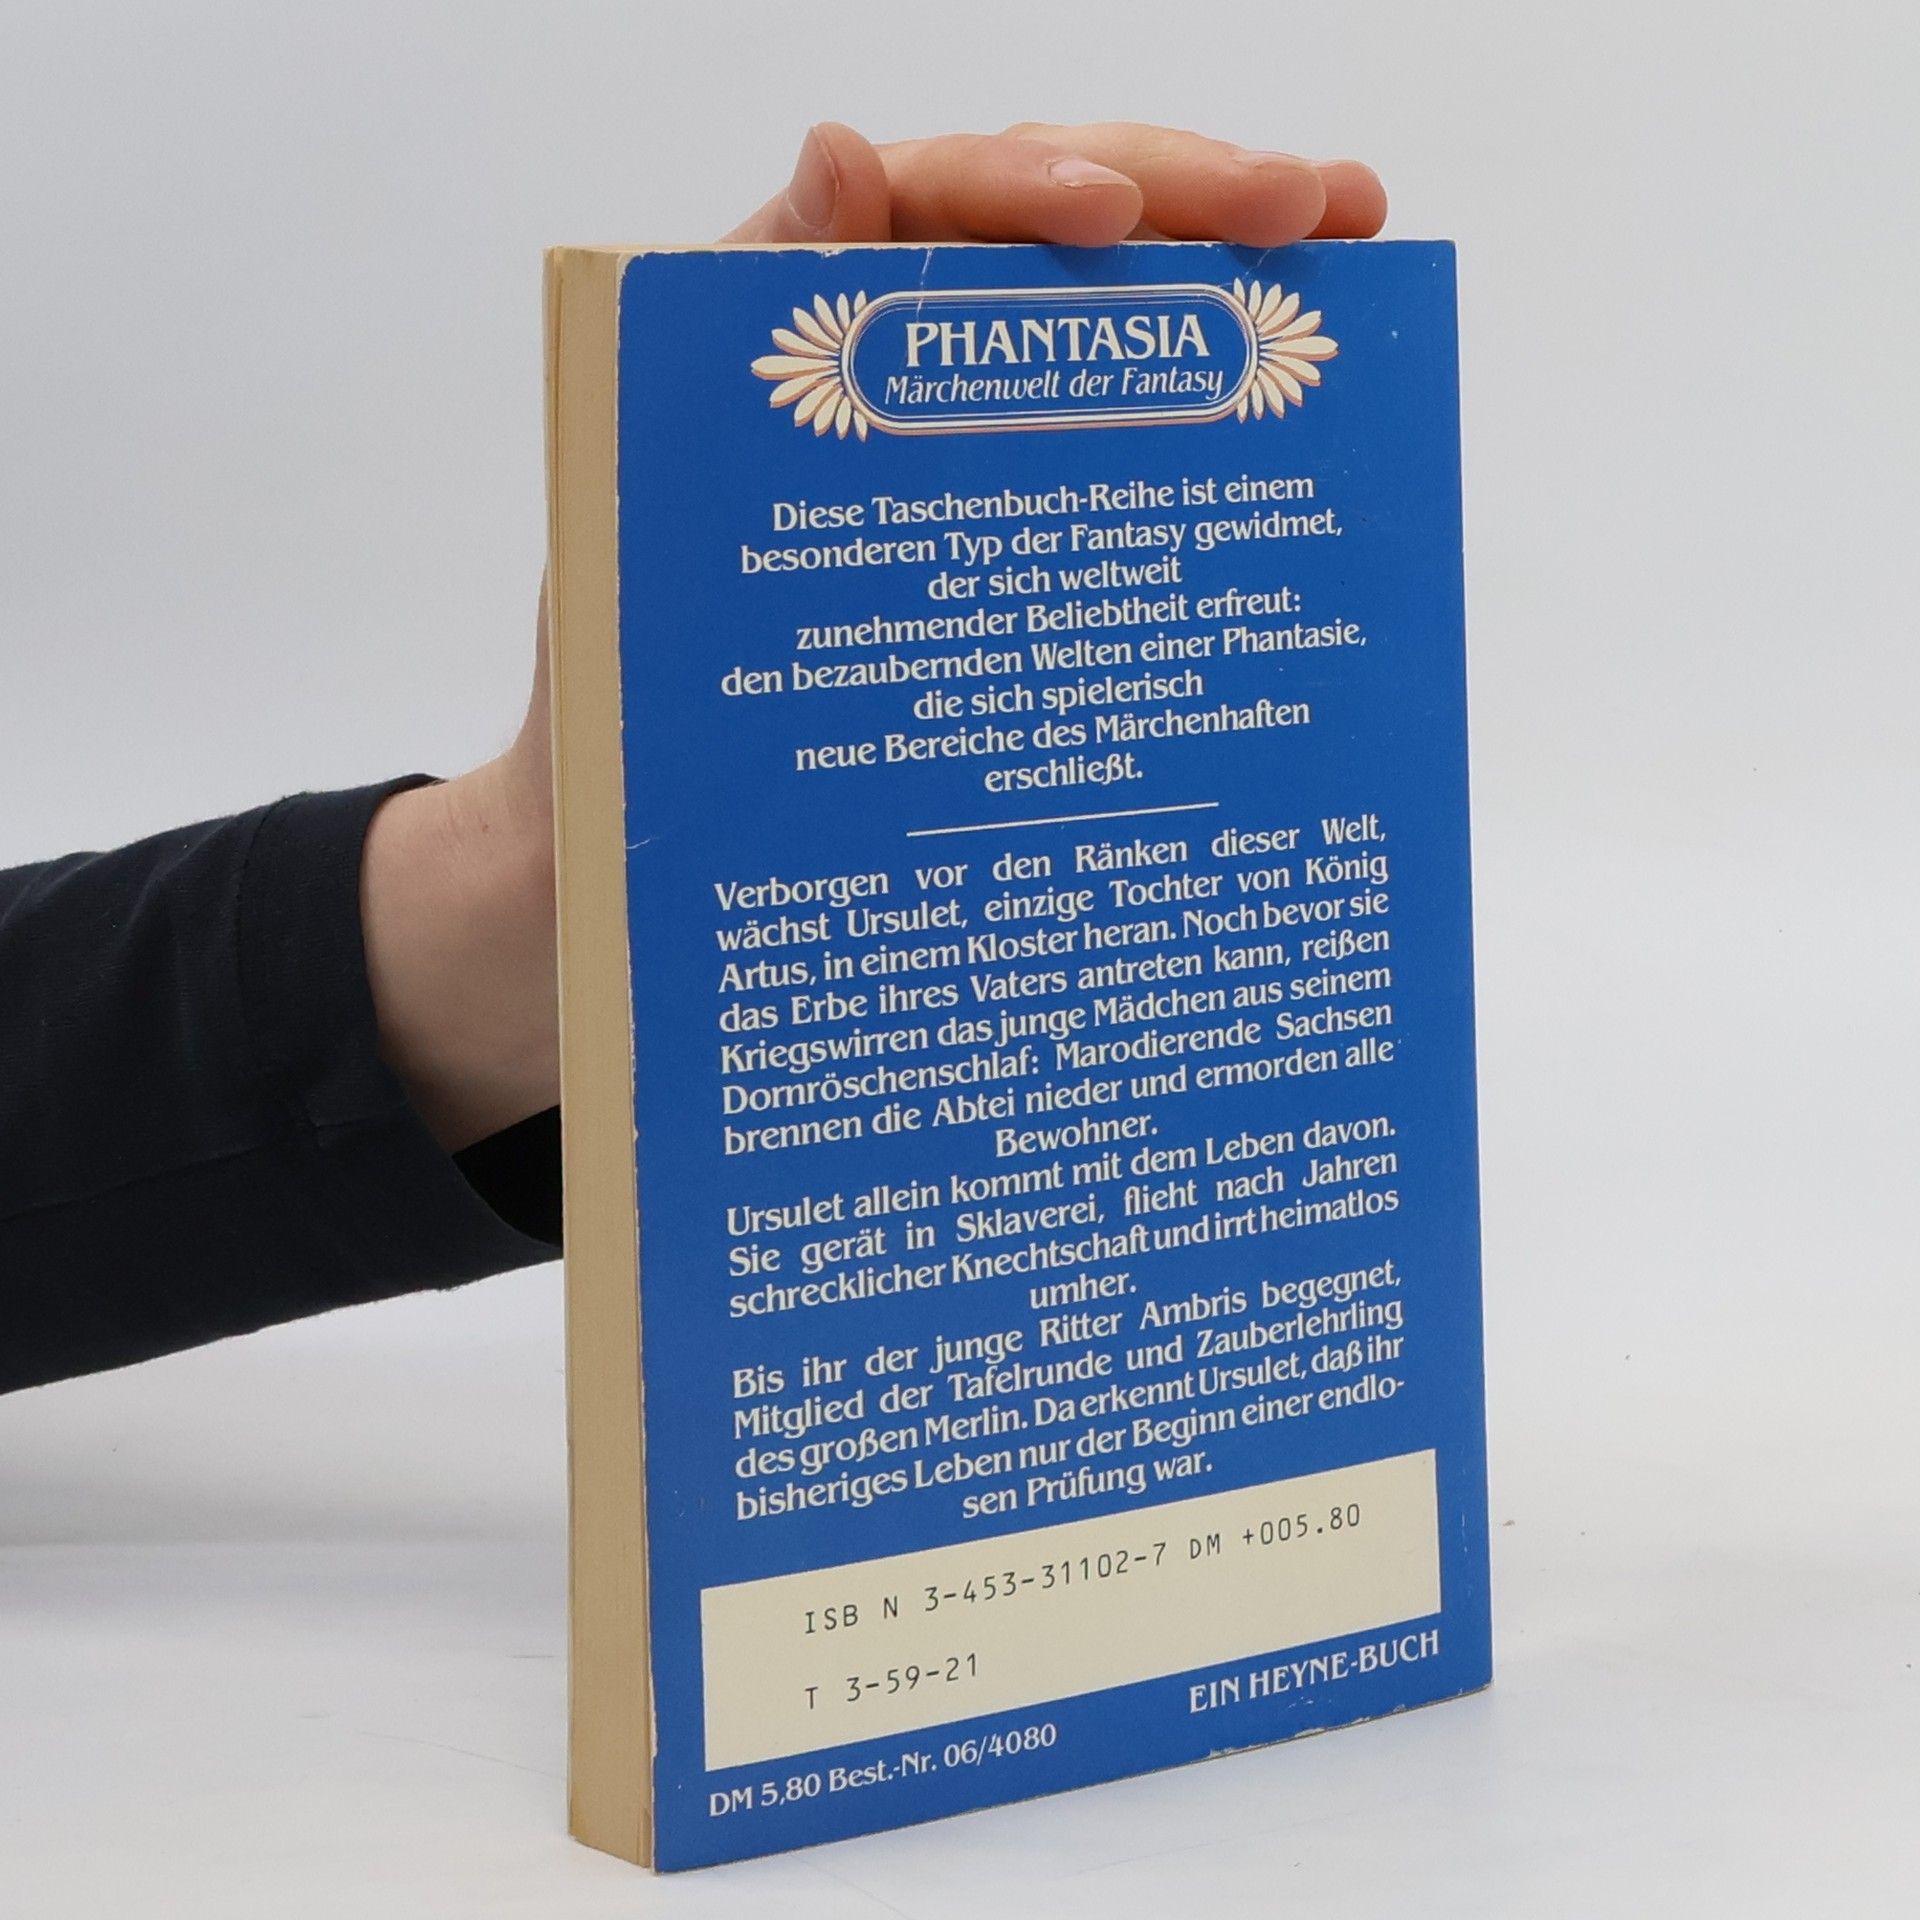 PHANTASIA
Märchenwelt der Fantasy
Diese Taschenbuch-Reihe ist einem
besonderen Typ der Fantasy gewidmet,
der sich weltweit
zunehmender Beliebtheit erfreut:
den bezaubernden Welten einer Phantasie,
die sich spielerisch
neue Bereiche des Märchenhaften
erschließt.
Verborgen vor den Ränken dieser Welt,
wächst Ursulet, einzige Tochter von König
Artus, in einem Kloster heran. Noch bevor sie
das Erbe ihres Vaters antreten kann, reißen
Kriegswirren das junge Mädchen aus seinem
Dornröschenschlaf: Marodierende Sachsen
brennen die Abtei nieder und ermorden alle
Bewohner.
Ursulet allein kommt mit dem Leben davon.
Sie gerät in Sklaverei, flieht nach Jahren
schrecklicher Knechtschaft und irrt heimatlos
umher.
Bis ihr der junge Ritter Ambris begegnet,
Mitglied der Tafelrunde und Zauberlehrling
des großen Merlin. Da erkennt Ursulet, daß ihr
bisheriges Leben nur der Beginn einer endlo-
sen Prüfung war.
ISB N 3-453-31102-7 DM +005.80
T 3-59-21
DM 5,80 Best.-Nr. 06/4080
EIN HEYNE-BUCH